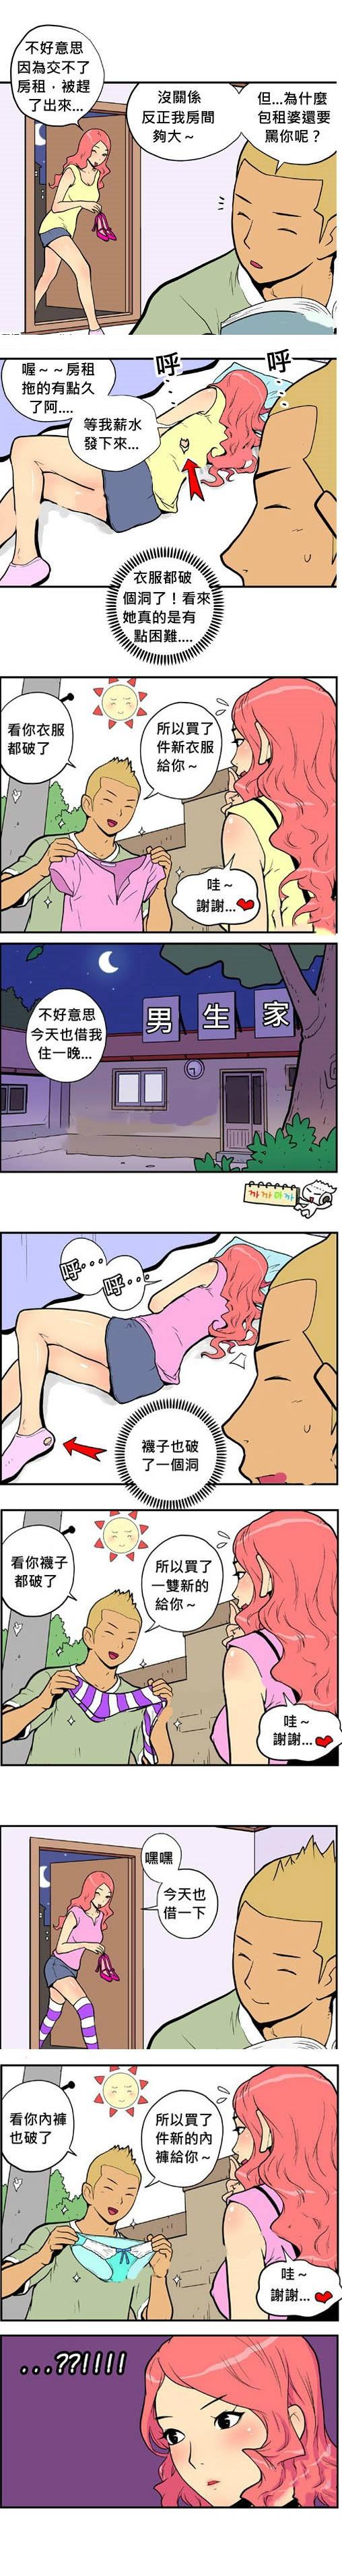 不好意思
因為交不了
房租，被趕
了出來...
沒關係
反正我房間
夠大～
但...為什麼
包租婆還要
罵你呢？
喔～～房租
拖的有點久
了阿....
等我薪水
發下來...
呼
呼
衣服都破
個洞了！看來
她真的是有
點困難....
看你衣服
都破了
所以買了
件新衣服
給你～
哇～
謝謝...
不好意思
今天也借我
住一晚...
男生家
까까마까
呼...
呼...
襪子也破
了一個洞
看你襪子
都破了
所以買了
一雙新的
給你～
哇～
謝謝...
嘿嘿
今天也
借一下
看你內褲
也破了
所以買了
件新的內
褲給你～
哇～
謝謝...
...??!!!!